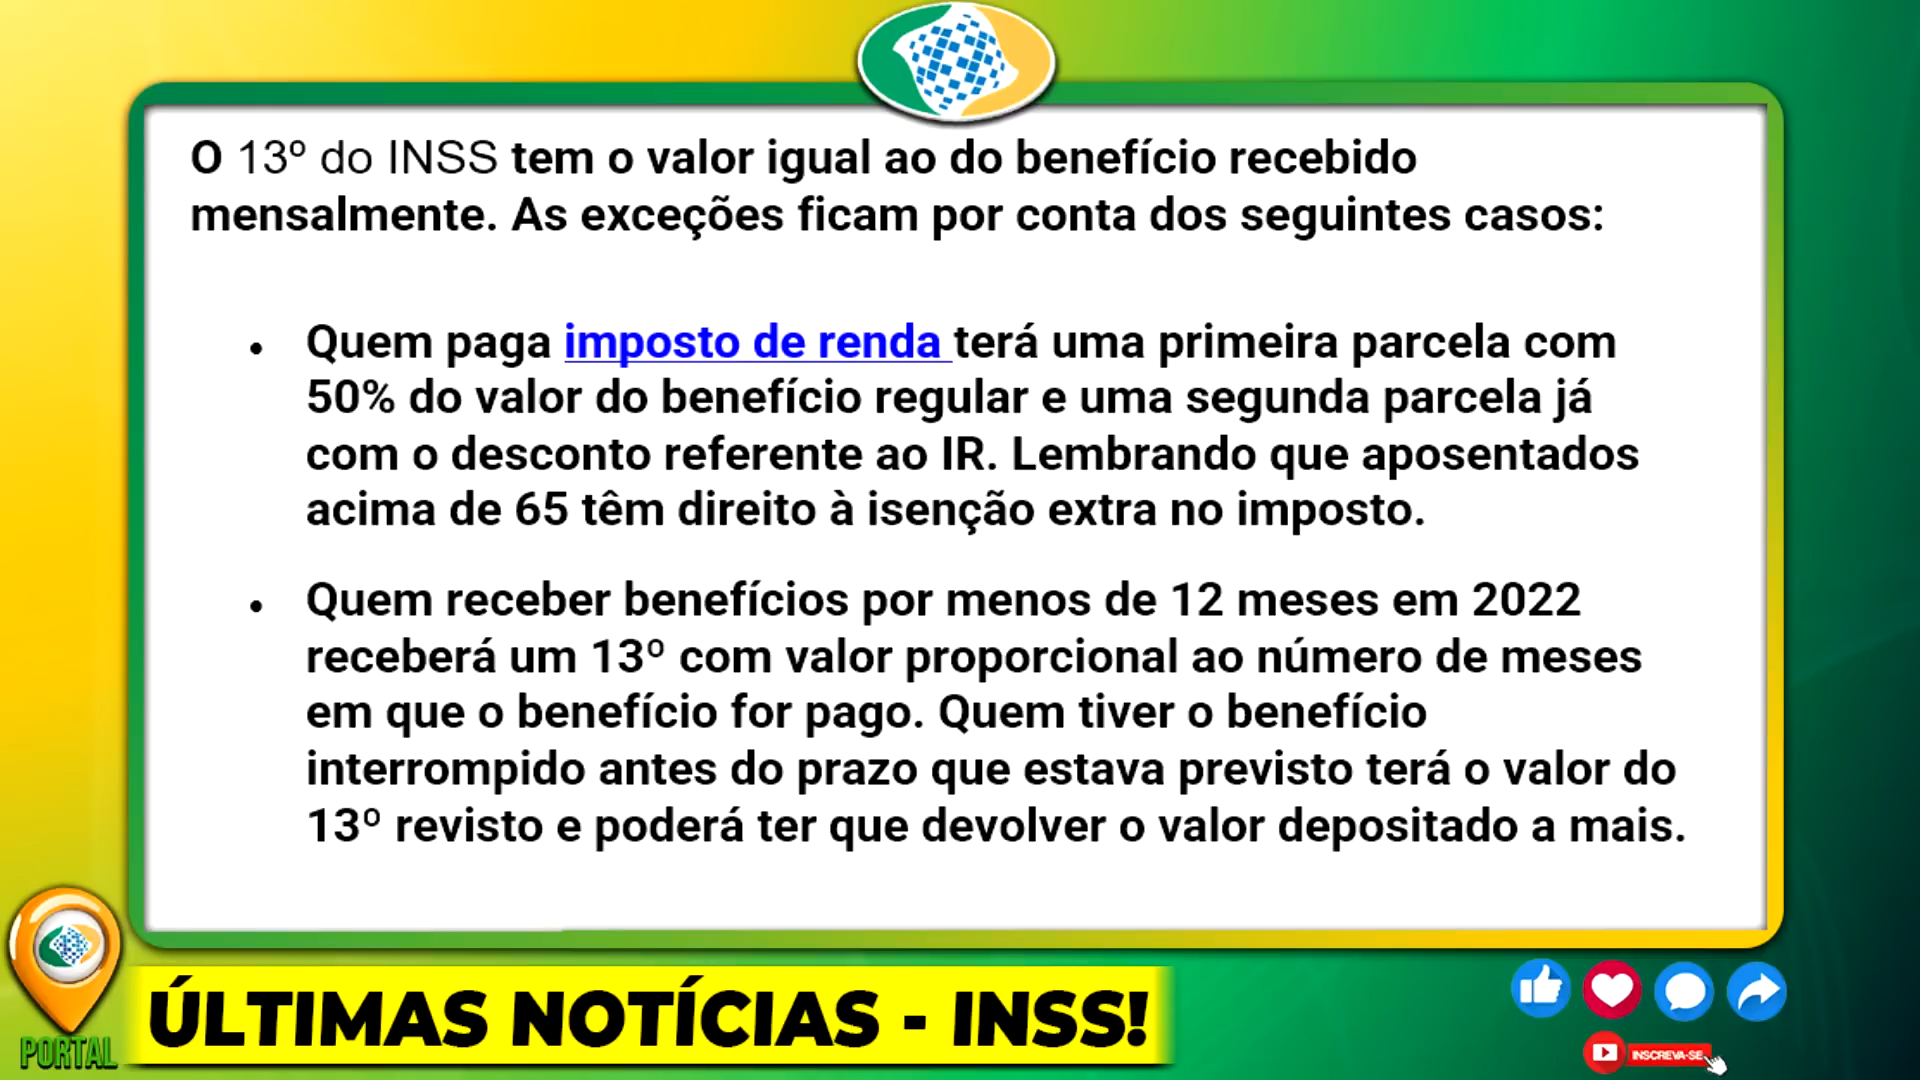 O 13º do INSS tem o valor igual ao do benefício recebido
mensalmente. As exceções ficam por conta dos seguintes casos:
• Quem paga imposto de renda terá uma primeira parcela com
50% do valor do benefício regular e uma segunda parcela já
com o desconto referente ao IR. Lembrando que aposentados
acima de 65 têm direito à isenção extra no imposto.
• Quem receber benefícios por menos de 12 meses em 2022
receberá um 13º com valor proporcional ao número de meses
em que o benefício for pago. Quem tiver o benefício
interrompido antes do prazo que estava previsto terá o valor do
13º revisto e poderá ter que devolver o valor depositado a mais.
PORTAL
ÚLTIMAS NOTÍCIAS - INSS!
INSCREVA-SE